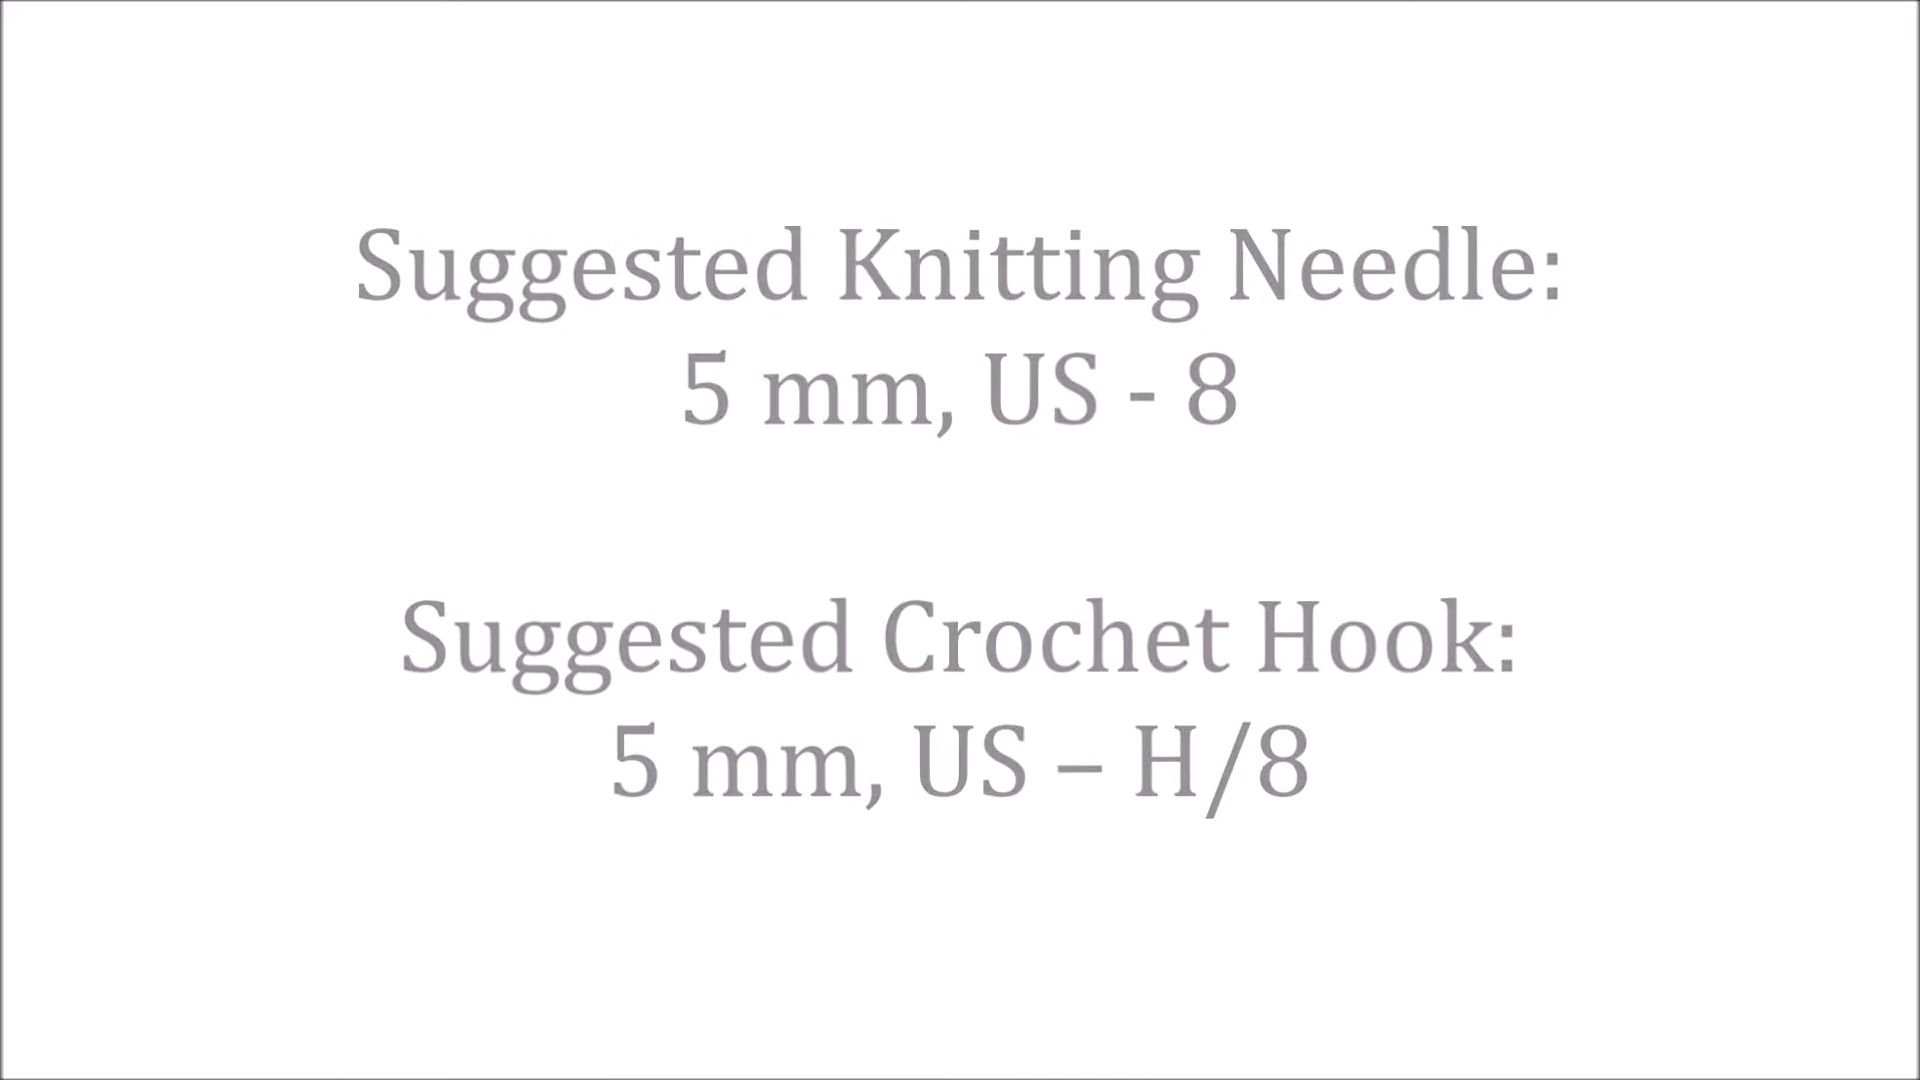 Suggested Knitting Needle:
5 mm, US - 8
Suggested Crochet Hook:
5 mm, US – H/8